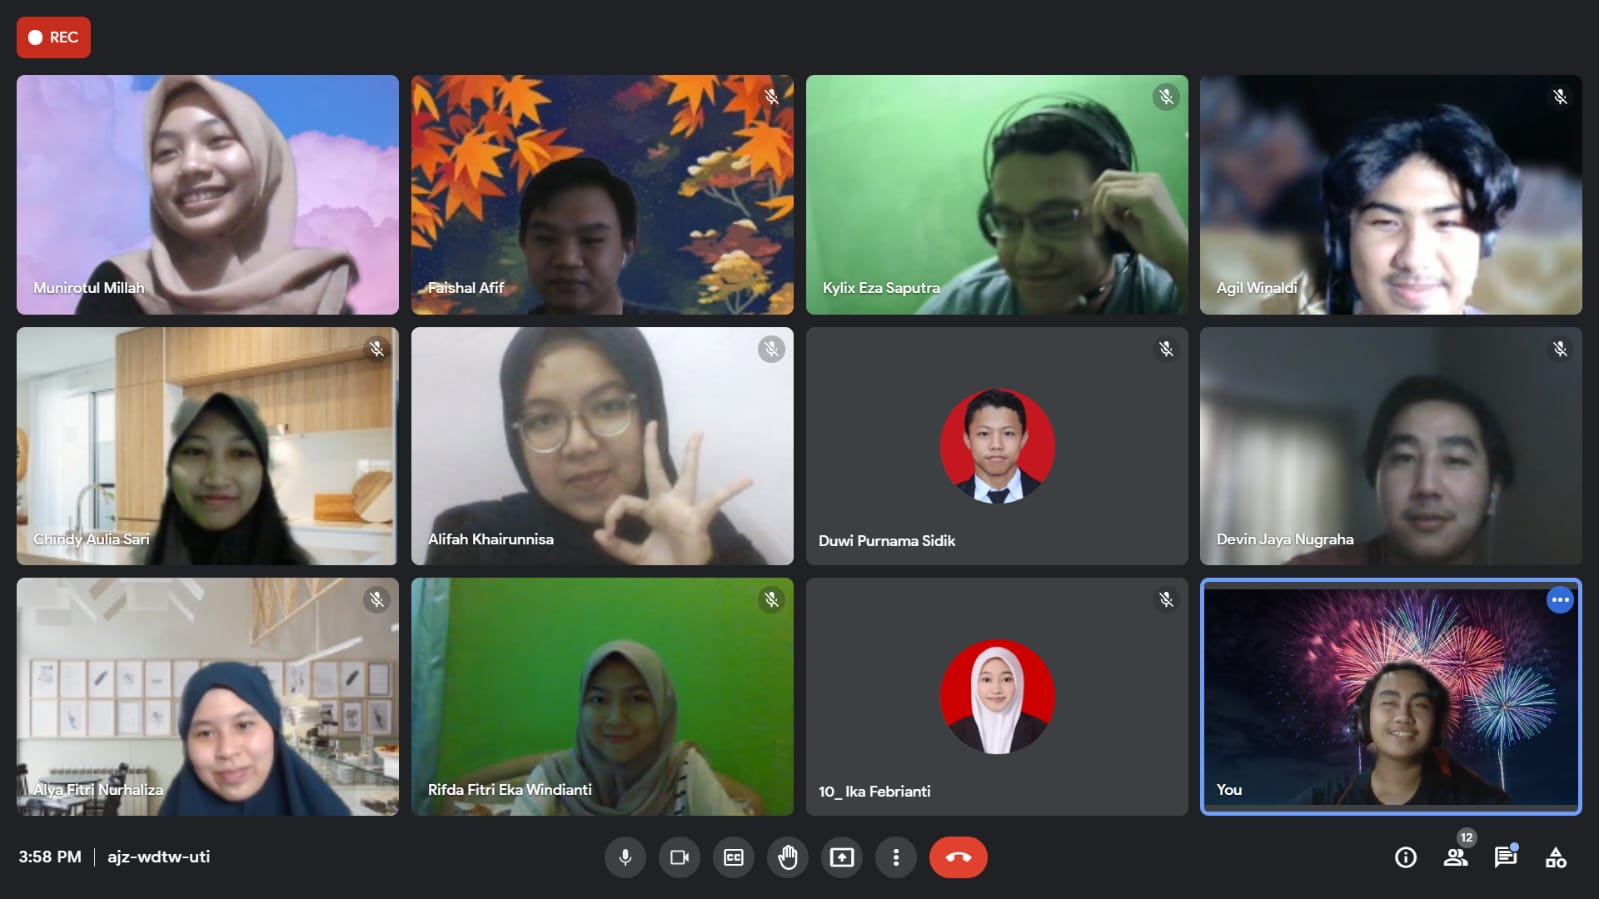 REC
Munirotul Millah
Faishal Afif
Kylix Eza Saputra
Agil Winaldi
Chindy Aulia Sari
Alifah Khairunnisa
Duwi Purnama Sidik
Devin Jaya Nugraha
Alya Fitri Nurhaliza
Rifda Fitri Eka Windianti
10_ Ika Febrianti
You
3:58 PM | ajz-wdtw-uti
CC
12